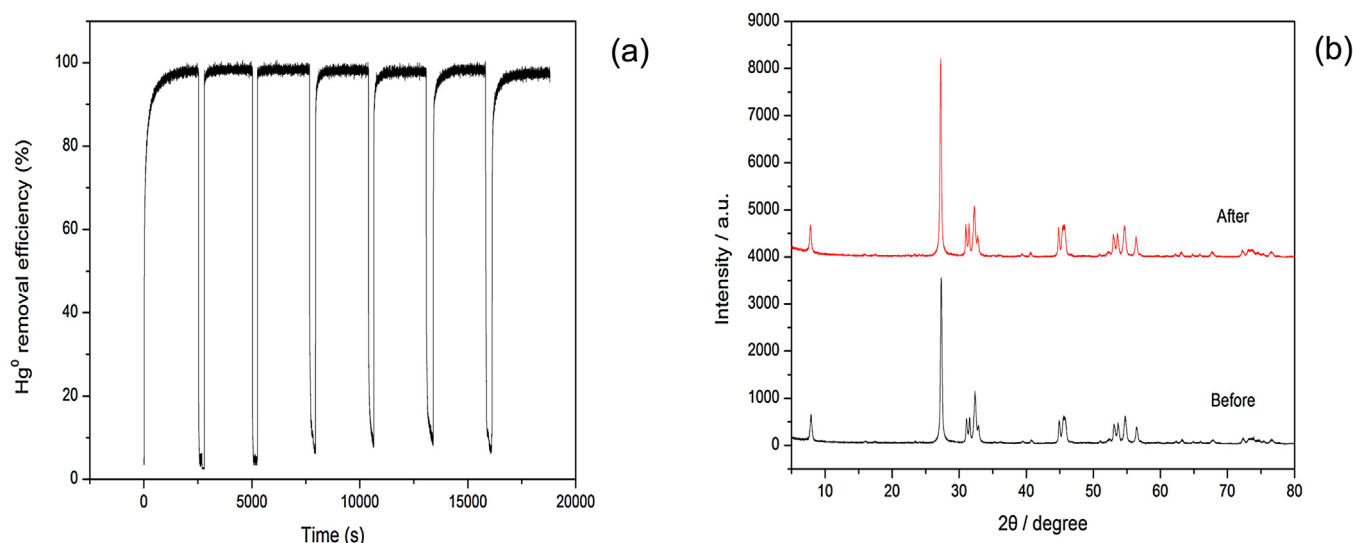 (a)
Hg⁰ removal efficiency (%)
100
80
60
40
20
0
0 5000 10000 15000 20000
Time (s)
(b)
Intensity / a.u.
9000
8000
7000
6000
5000
4000
3000
2000
1000
0
After
Before
10 20 30 40 50 60 70 80
2θ / degree